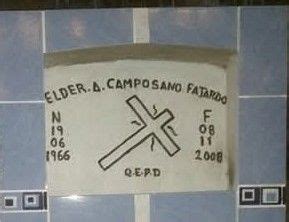 ELDER. A. CAMPOSANO FAJARDO
N F
19 08
06 11
1966 2008
Q.E.P.D